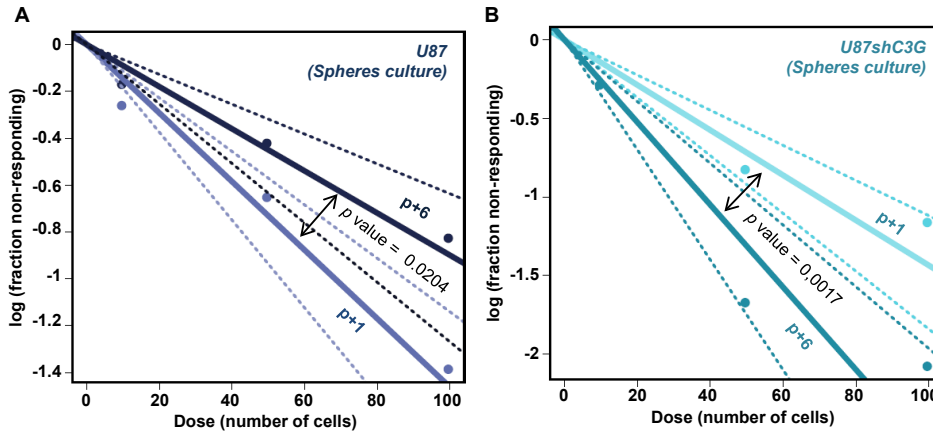 A
U87
(Spheres culture)
log (fraction non-responding)
0
-0.2
-0.4
-0.6
-0.8
-1
-1.2
-1.4
p+6
p value = 0.0204
p+1
0 20 40 60 80 100
Dose (number of cells)
B
U87shC3G
(Spheres culture)
log (fraction non-responding)
0
-0.5
-1
-1.5
-2
p+1
p value = 0,0017
p+6
0 20 40 60 80 100
Dose (number of cells)